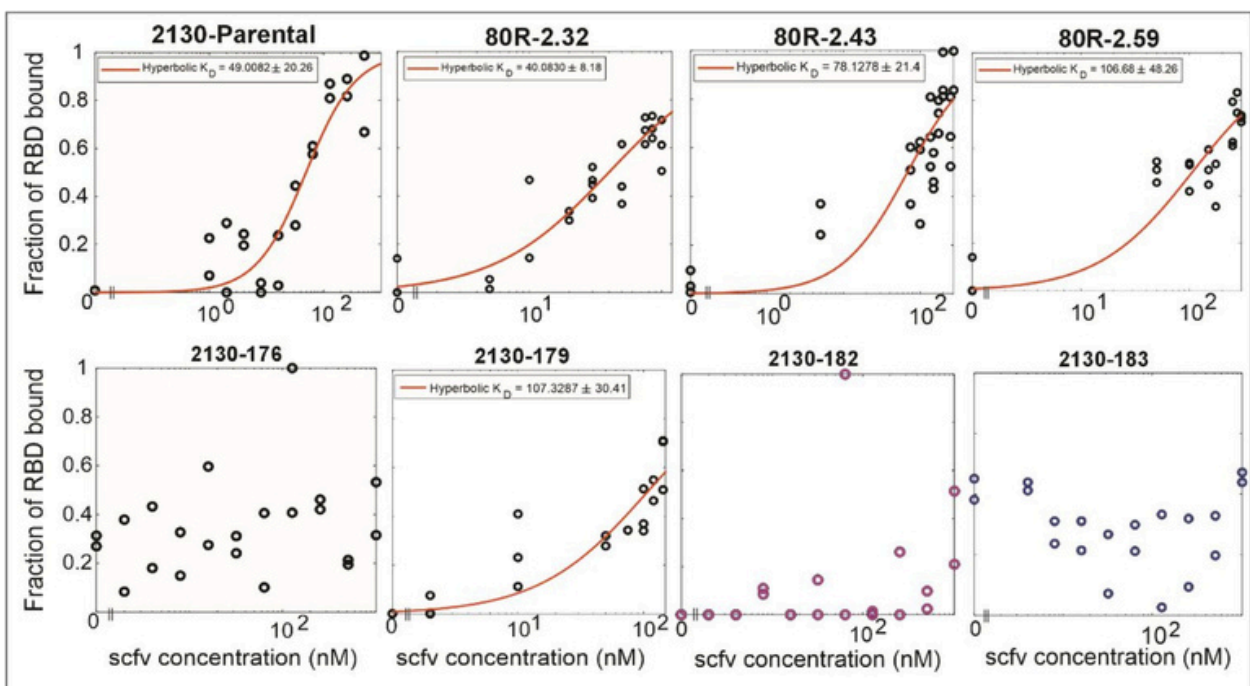 2130-Parental
80R-2.32
80R-2.43
80R-2.59
Fraction of RBD bound
1
0.8
0.6
0.4
0.2
0
Hyperbolic K_D = 49.0082 ± 20.26
Hyperbolic K_D = 40.0830 ± 8.18
Hyperbolic K_D = 78.1278 ± 21.4
Hyperbolic K_D = 106.68 ± 48.26
0 10^0 10^2
0 10^1
0 10^0 10^2
0 10^1 10^2
2130-176
2130-179
2130-182
2130-183
Fraction of RBD bound
1
0.8
0.6
0.4
0.2
Hyperbolic K_D = 107.3287 ± 30.41
0 10^2
0 10^1 10^2
0 10^2
0 10^2
scfv concentration (nM)
scfv concentration (nM)
scfv concentration (nM)
scfv concentration (nM)